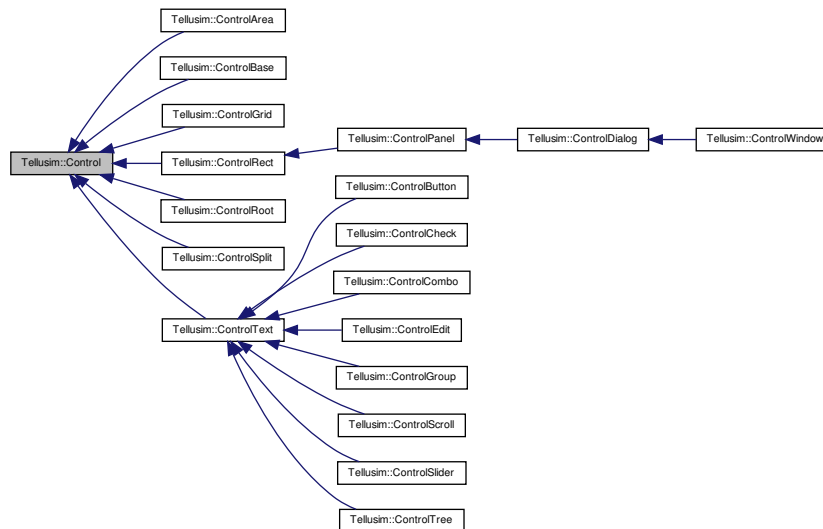 Tellusim::ControlArea
Tellusim::ControlBase
Tellusim::ControlGrid
Tellusim::ControlPanel
Tellusim::ControlDialog
Tellusim::ControlWindow
Tellusim::Control
Tellusim::ControlRect
Tellusim::ControlButton
Tellusim::ControlRoot
Tellusim::ControlCheck
Tellusim::ControlSplit
Tellusim::ControlCombo
Tellusim::ControlText
Tellusim::ControlEdit
Tellusim::ControlGroup
Tellusim::ControlScroll
Tellusim::ControlSlider
Tellusim::ControlTree